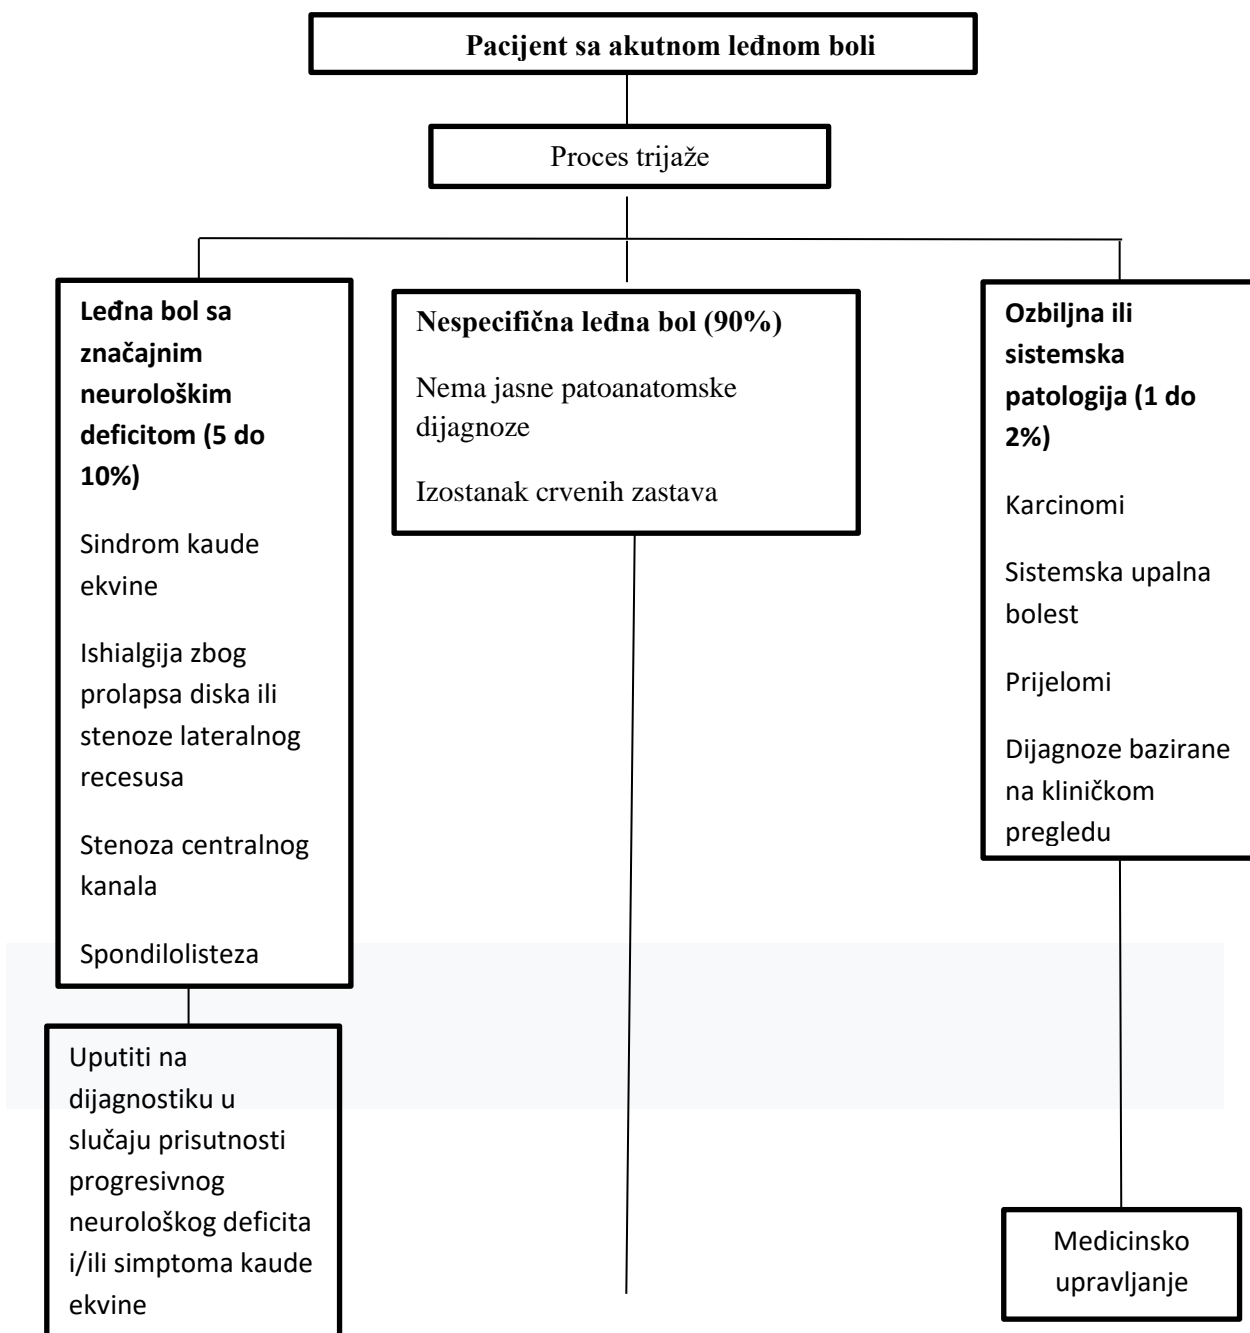 Pacijent sa akutnom leđnom boli
Proces trijaže
Leđna bol sa
značajnim
neurološkim
deficitom (5 do
10%)
Sindrom kaude
ekvine
Ishialgija zbog
prolapsa diska ili
stenoze lateralnog
recesusa
Stenoza centralnog
kanala
Spondilolisteza
Uputiti na
dijagnostiku u
slučaju prisutnosti
progresivnog
neurološkog deficita
i/ili simptoma kaude
ekvine
Nespecifična leđna bol (90%)
Nema jasne patoanatomske
dijagnoze
Izostanak crvenih zastava
Ozbiljna ili
sistemska
patologija (1 do
2%)
Karcinomi
Sistemska upalna
bolest
Prijelomi
Dijagnoze bazirane
na kliničkom
pregledu
Medicinsko
upravljanje